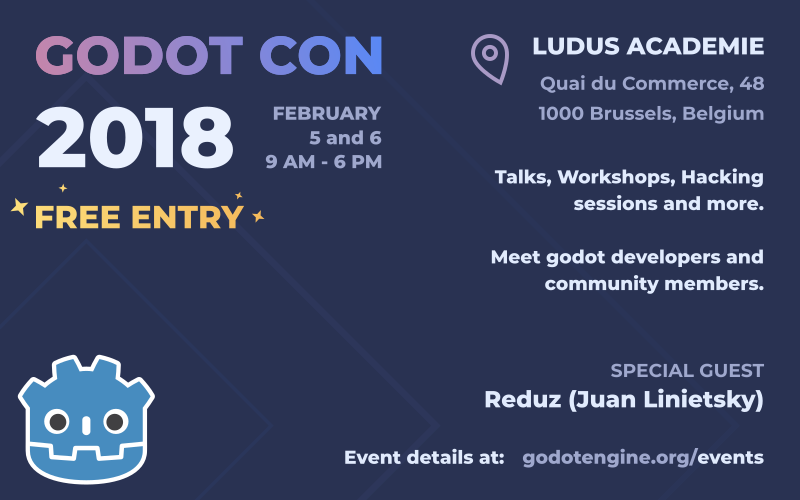 GODOT CON
2018
FEBRUARY
5 and 6
9 AM - 6 PM
FREE ENTRY
LUDUS ACADEMIE
Quai du Commerce, 48
1000 Brussels, Belgium
Talks, Workshops, Hacking
sessions and more.
Meet godot developers and
community members.
SPECIAL GUEST
Reduz (Juan Linietsky)
Event details at: godotengine.org/events